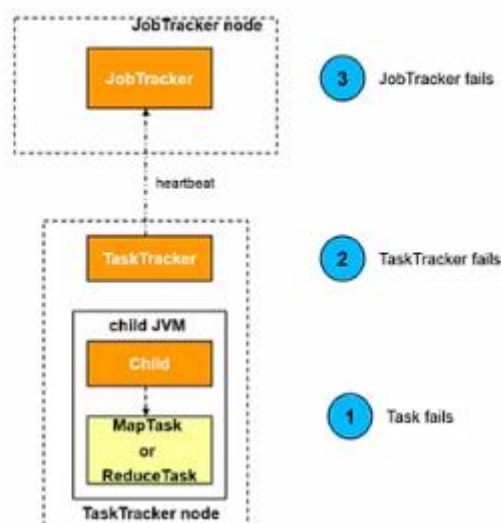 JobTracker node
JobTracker
3 JobTracker fails
heartbeat
TaskTracker
2 TaskTracker fails
child JVM
Child
MapTask
or
ReduceTask
1 Task fails
TaskTracker node